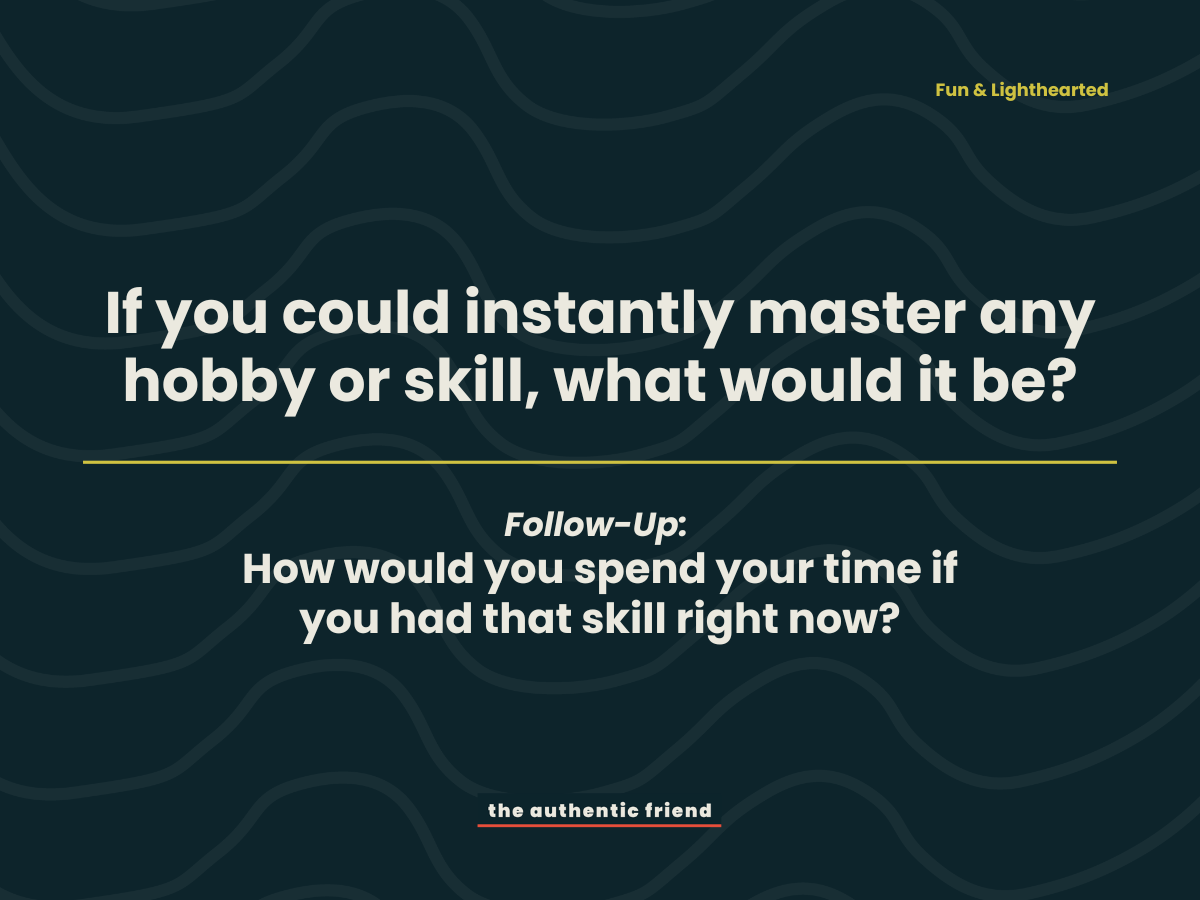 Fun & Lighthearted
If you could instantly master any
hobby or skill, what would it be?
Follow-Up:
How would you spend your time if
you had that skill right now?
the authentic friend